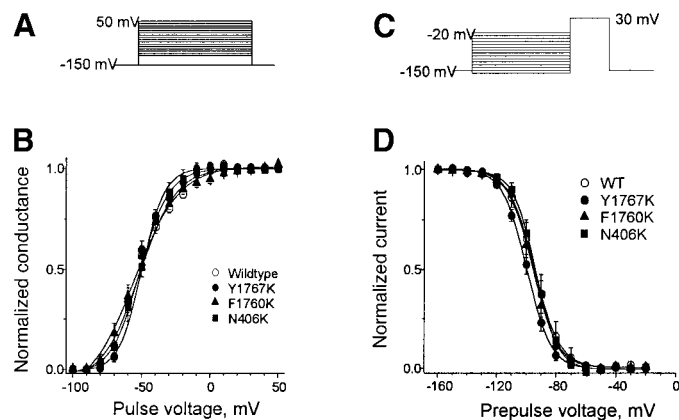 A
50 mV
-150 mV
C
30 mV
-20 mV
-150 mV
B
Normalized conductance
1.0
0.5
0.0
-100
-50
0
50
Pulse voltage, mV
Wildtype
Y1767K
F1760K
N406K
D
Normalized current
1.0
0.5
0.0
-160
-120
-80
-40
0
Prepulse voltage, mV
WT
Y1767K
F1760K
N406K